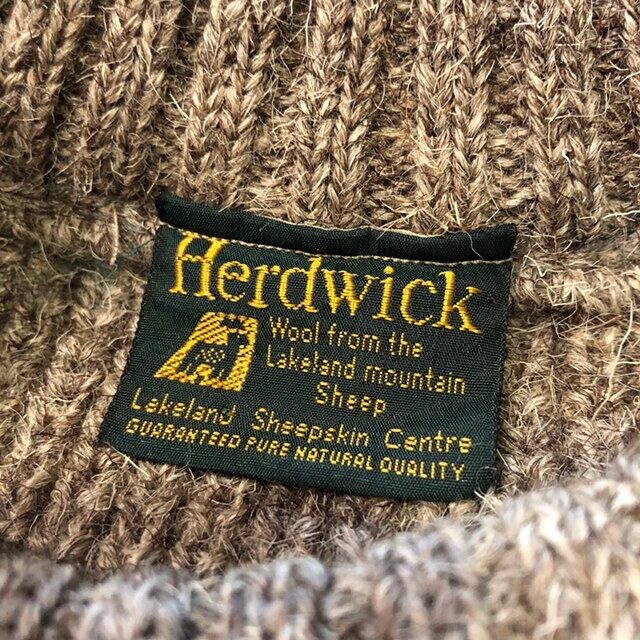 Herdwick
Wool from the
Lakeland mountain
Sheep
Lakeland Sheepskin Centre
GUARANTEED PURE NATURAL QUALITY